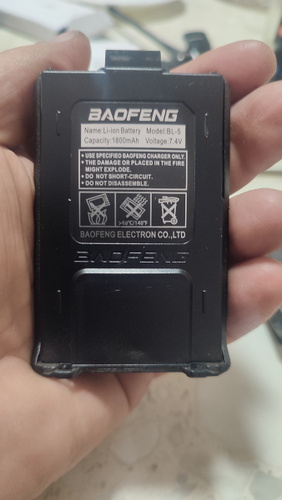 BAOFENG
Name:Li-ion Battery Model:BL-5
Capacity:1800mAh Voltage:7.4V
• USE SPECIFIED BAOFENG CHARGER ONLY.
• THE DAMAGE OR PLACED IN THE FIRE
MIGHT EXPLODE.
• DO NOT SHORT-CIRCUIT.
• DO NOT DISASSEMBLE.
60°C/140°F
BAOFENG ELECTRON CO.,LTD
BAOFENG